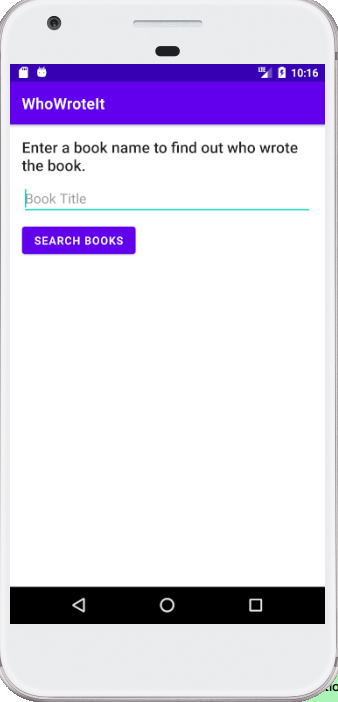 LTE 10:16
WhoWroteIt
Enter a book name to find out who wrote
the book.
Book Title
SEARCH BOOKS